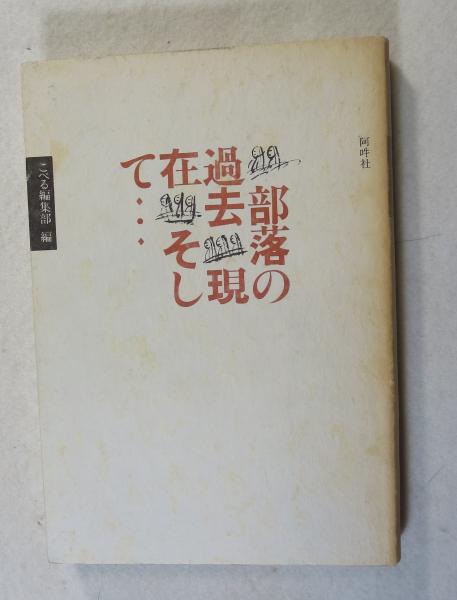 阿吽社
部落の
過去現
在そし
て・・・
こぺる編集部 編